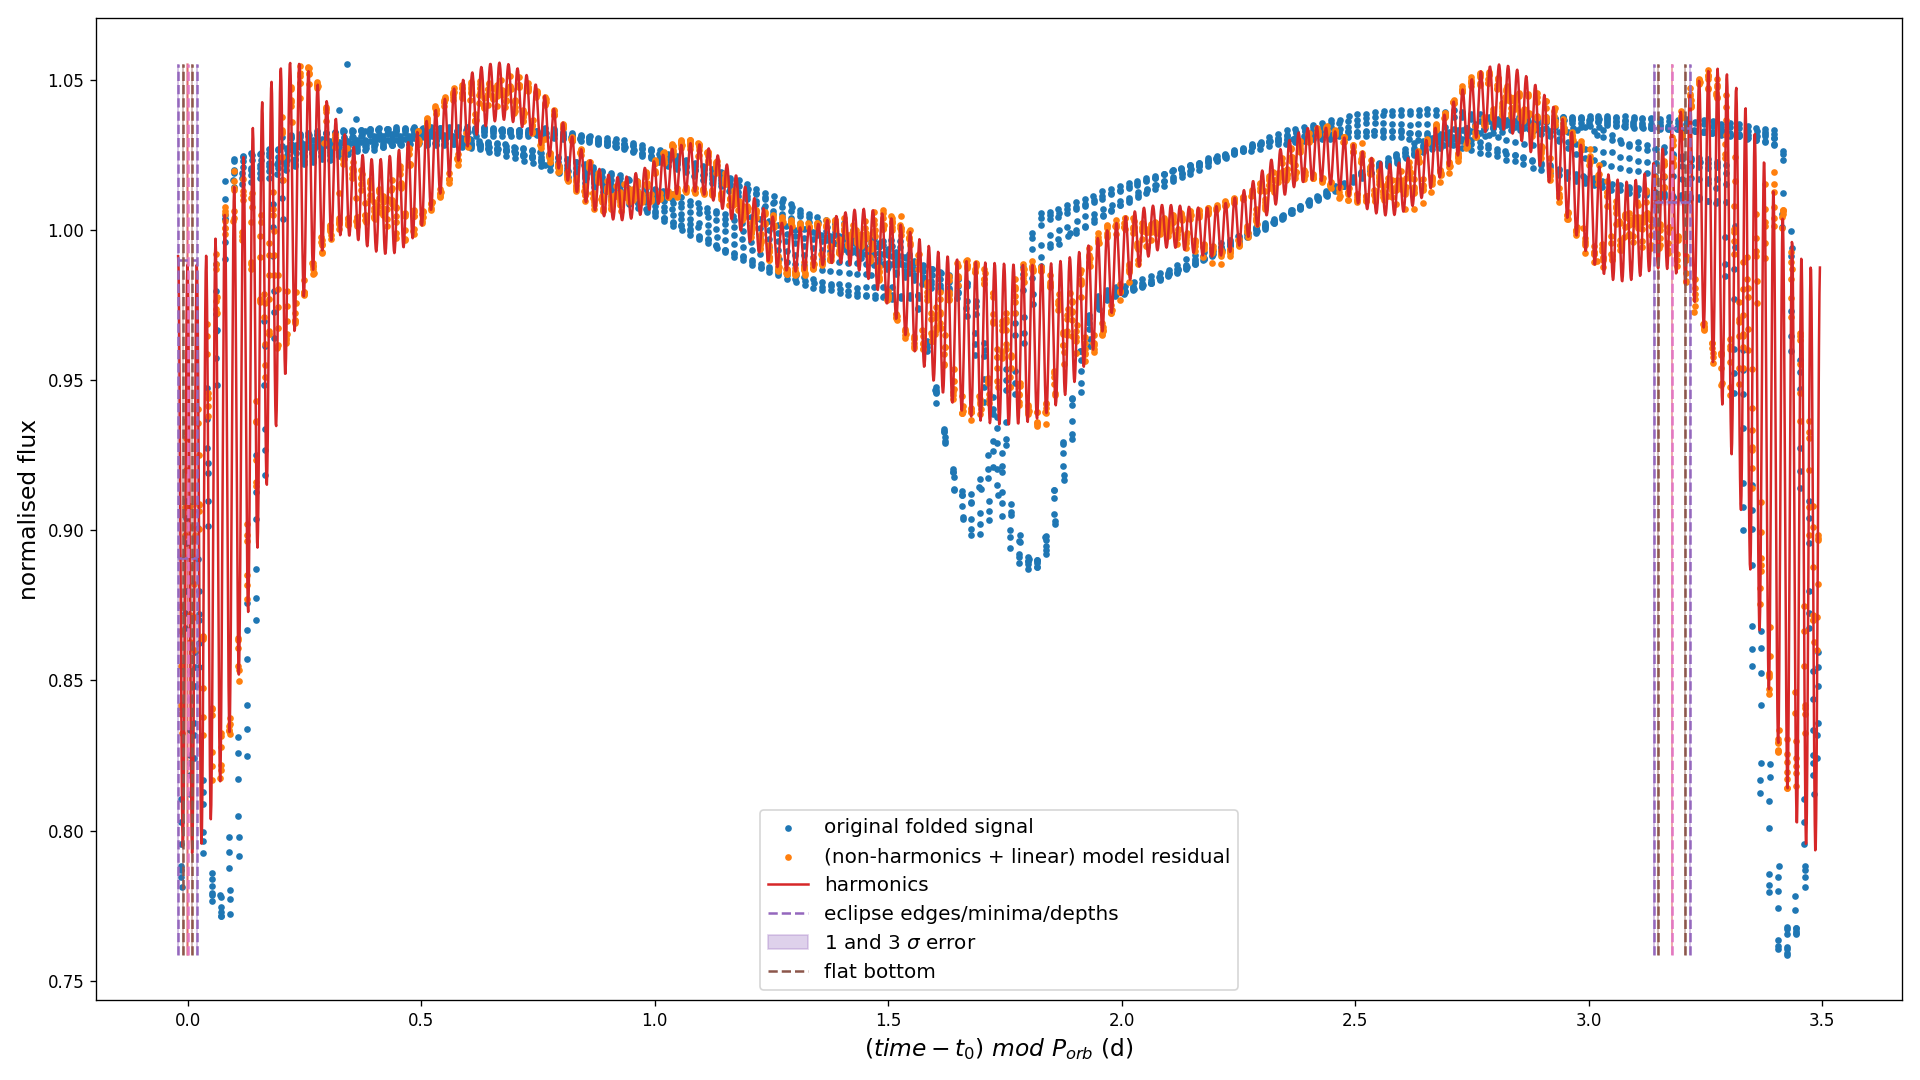 normalised flux
1.05
1.00
0.95
0.90
0.85
0.80
0.75
original folded signal
(non-harmonics + linear) model residual
harmonics
eclipse edges/minima/depths
1 and 3 σ error
flat bottom
0.0 0.5 1.0 1.5 2.0 2.5 3.0 3.5
(time − t₀) mod P_orb (d)